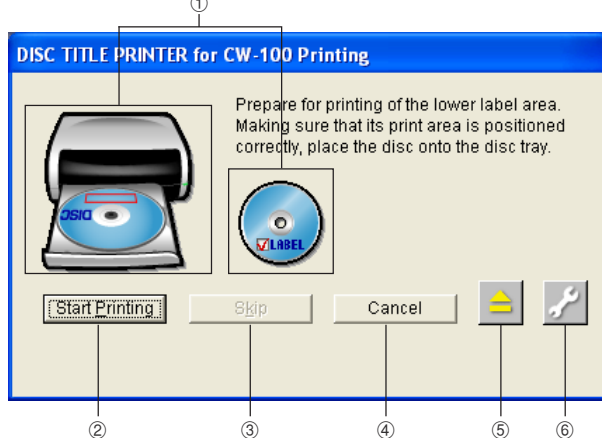 ①
DISC TITLE PRINTER for CW-100 Printing
Prepare for printing of the lower label area.
Making sure that its print area is positioned
correctly, place the disc onto the disc tray.
DISC
LABEL
Start Printing
Skip
Cancel
② ③ ④ ⑤ ⑥